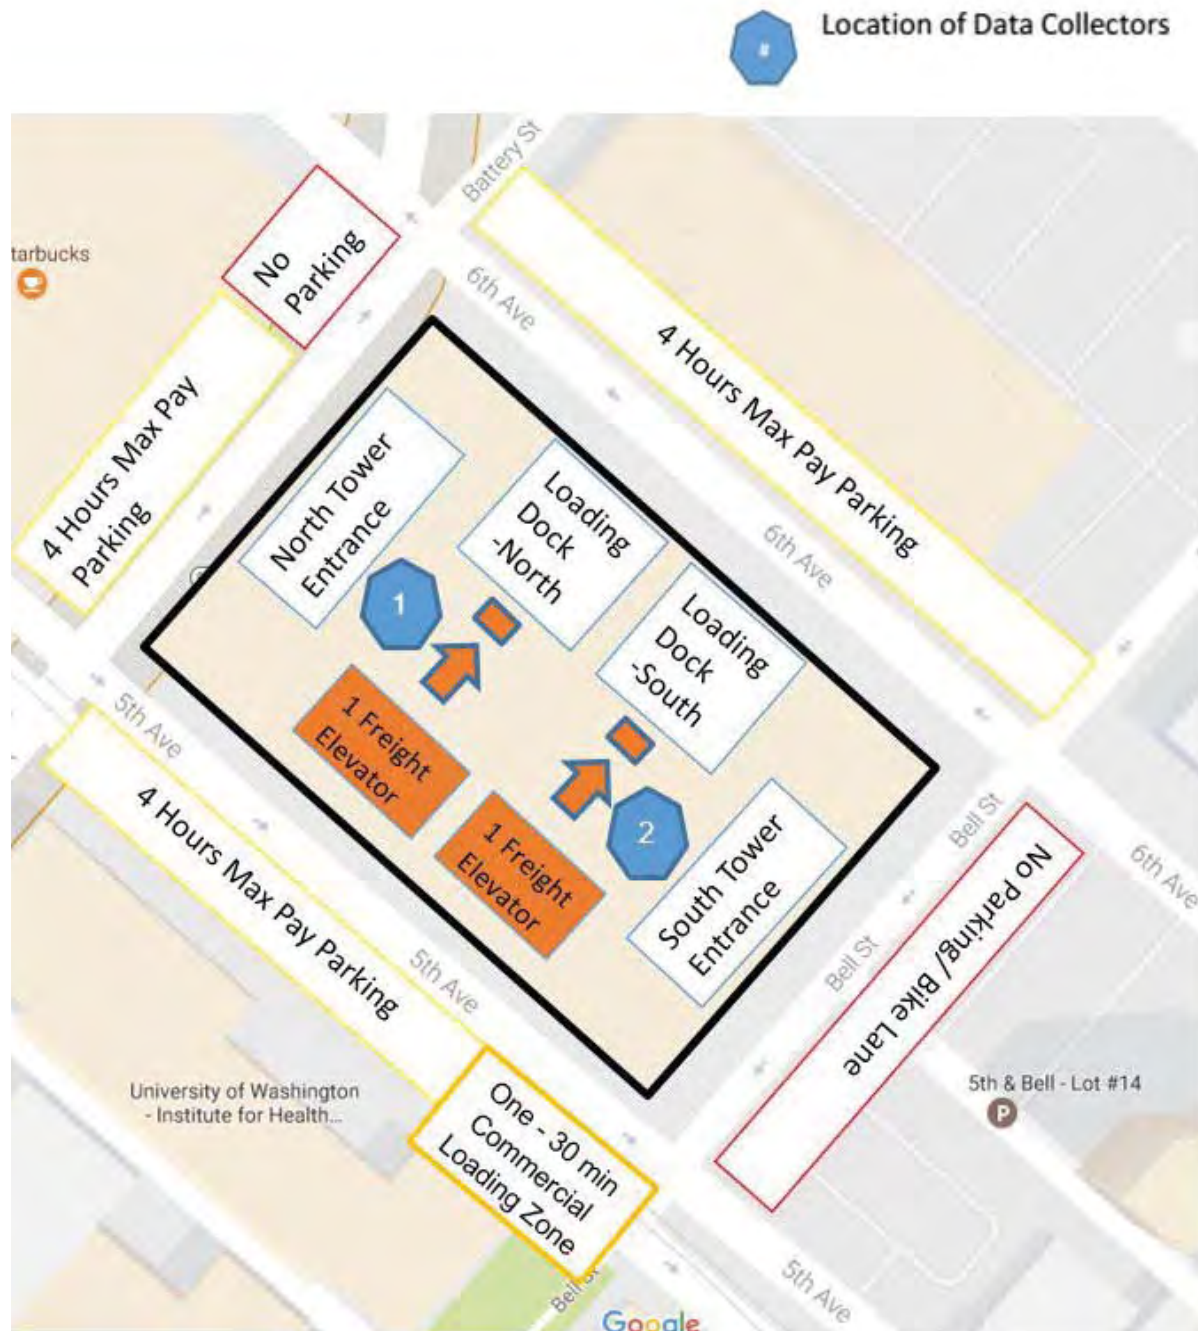 #
Location of Data Collectors
Battery St
No
Parking
tarbucks
6th Ave
4 Hours Max Pay Parking
4 Hours Max Pay
Parking
North Tower
Entrance
Loading
Dock
-North
6th Ave
1
Loading
Dock
-South
5th Ave
1 Freight
Elevator
2
1 Freight
Elevator
South Tower
Entrance
Bell St
6th Ave
No Parking/ Bike Lane
4 Hours Max Pay Parking
5th Ave
Bell St
University of Washington
- Institute for Health...
5th & Bell - Lot #14
P
One - 30 min
Commercial
Loading Zone
Bell St
5th Ave
Google